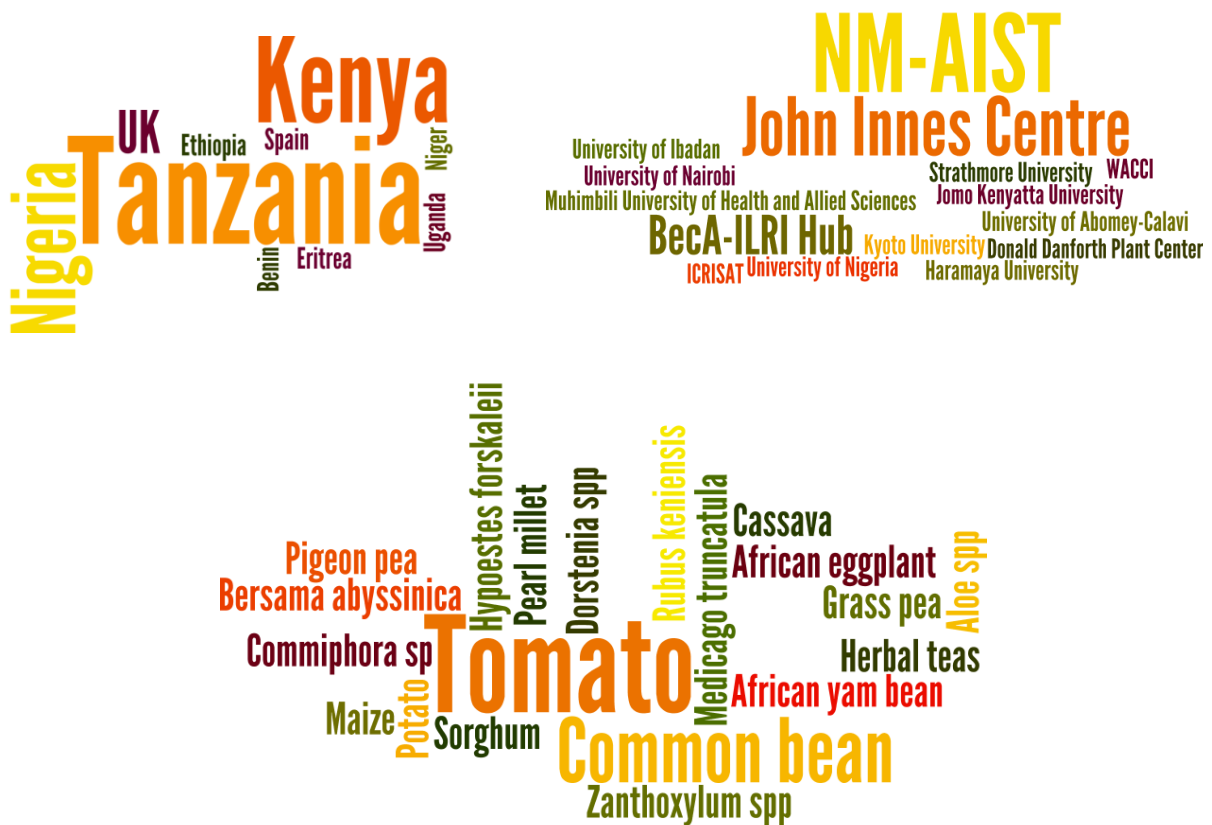 Kenya
UK
Ethiopia
Spain
Niger
Tanzania
Nigeria
Uganda
Benin
Eritrea
NM-AIST
John Innes Centre
University of Ibadan
Strathmore University
WACCI
University of Nairobi
Jomo Kenyatta University
Muhimbili University of Health and Allied Sciences
University of Abomey-Calavi
BecA-ILRI Hub
Kyoto University
Donald Danforth Plant Center
ICRISAT
University of Nigeria
Haramaya University
Hypoestes forskaleii
Pearl millet
Dorstenia spp
Rubus keniensis
Medicago truncatula
Cassava
Pigeon pea
African eggplant
Aloe spp
Bersama abyssinica
Grass pea
Commiphora sp
Tomato
Herbal teas
African yam bean
Maize
Potato
Sorghum
Common bean
Zanthoxylum spp